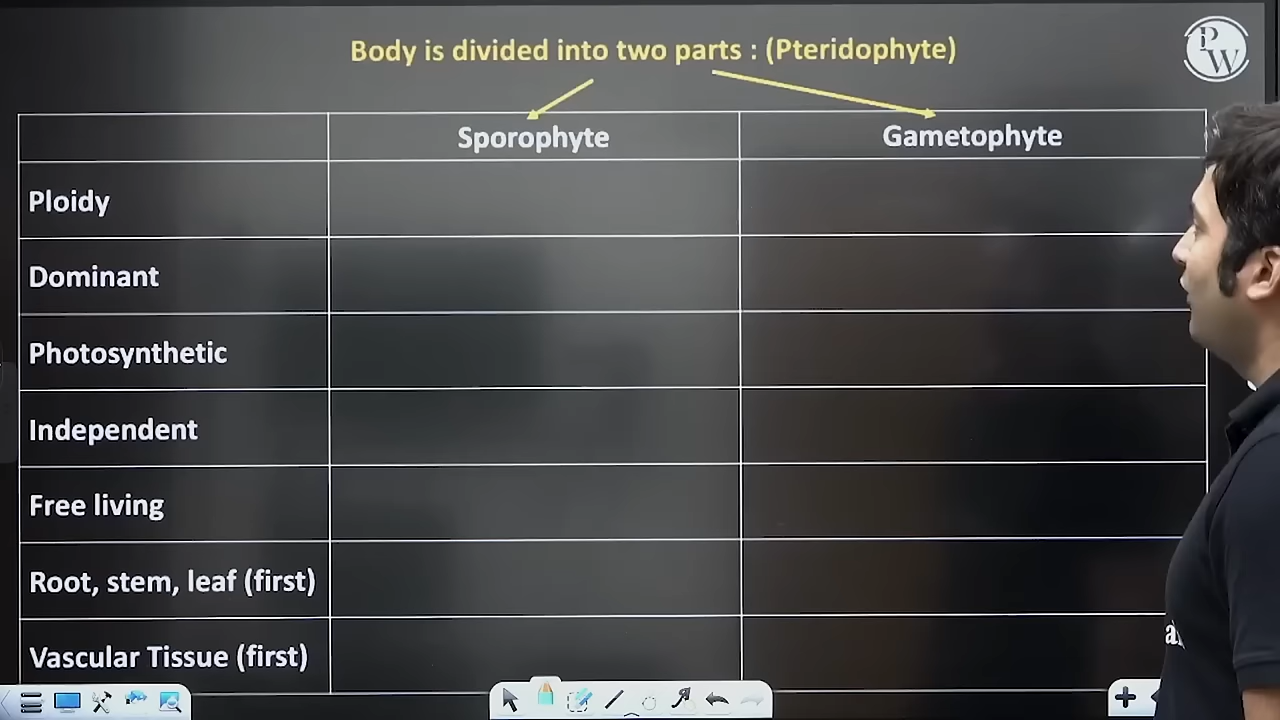 Body is divided into two parts : (Pteridophyte)
PW
Sporophyte Gametophyte
Ploidy
Dominant
Photosynthetic
Independent
Free living
Root, stem, leaf (first)
Vascular Tissue (first)